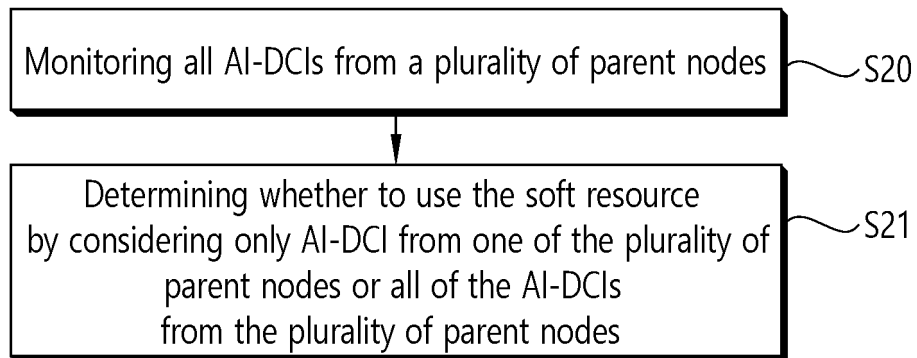 Monitoring all AI-DCIs from a plurality of parent nodes
S20
Determining whether to use the soft resource
by considering only AI-DCI from one of the plurality of
parent nodes or all of the AI-DCIs
from the plurality of parent nodes
S21